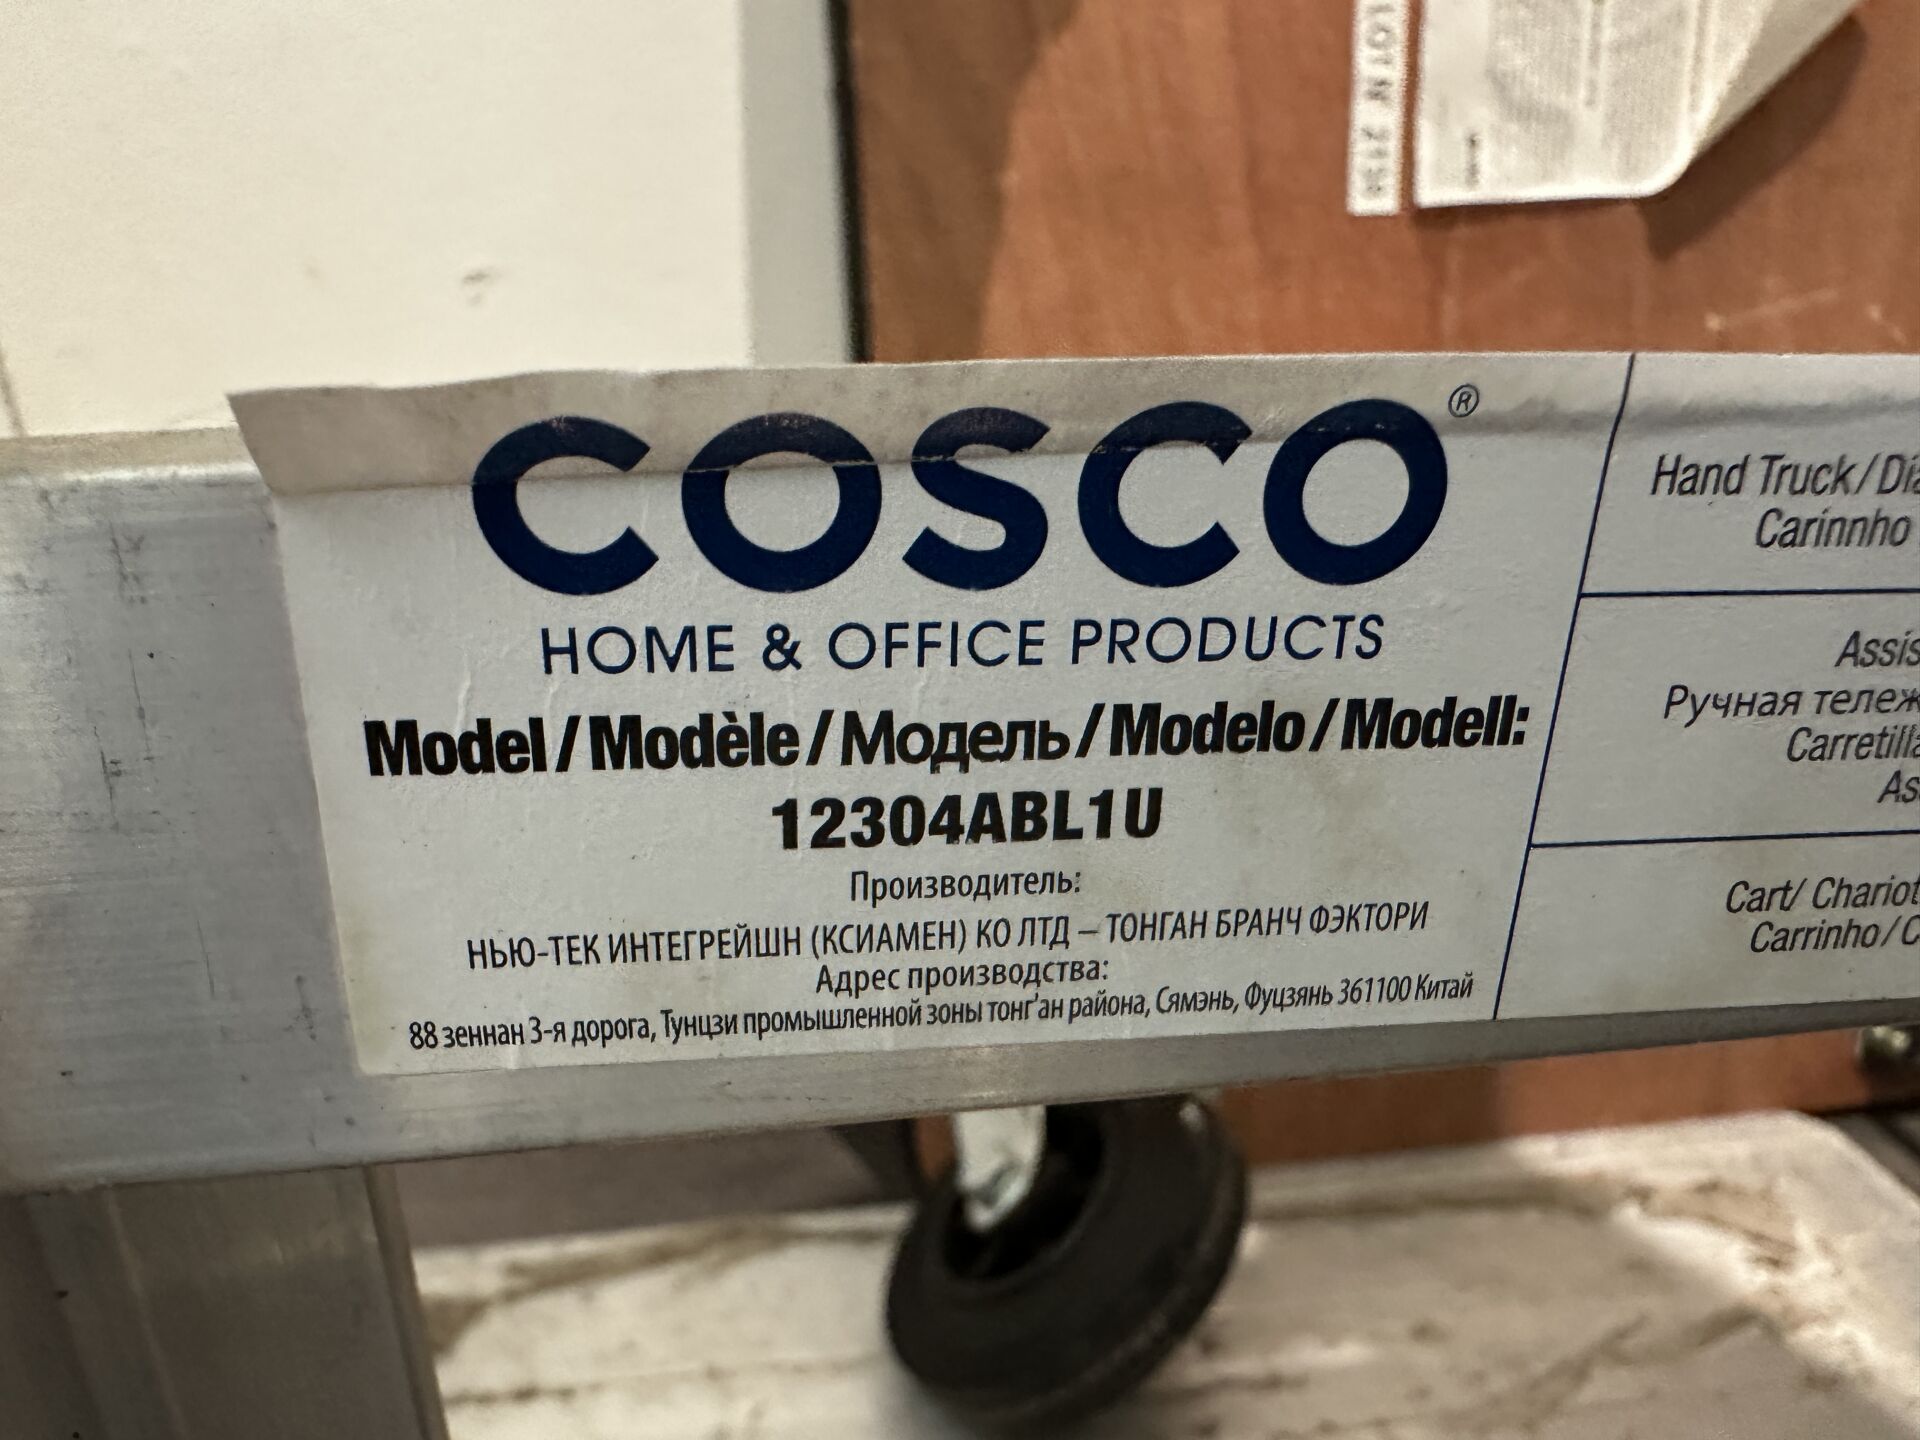 LOT N° 2138
COSCO®
HOME & OFFICE PRODUCTS
Model/Modèle/Модель/Modelo/Modell:
12304ABL1U
Производитель:
НЬЮ-ТЕК ИНТЕГРЕЙШН (КСИАМЕН) КО ЛТД – ТОНГАН БРАНЧ ФЭКТОРИ
Адрес производства:
88 зеннан 3-я дорога, Тунцзи промышленной зоны тонг'ан района, Сямэнь, Фуцзянь 361100 Китай
Hand Truck/Dia
Carinnho
Assis
Ручная тележ
Carretilla
As
Cart/ Chariot
Carrinho/C